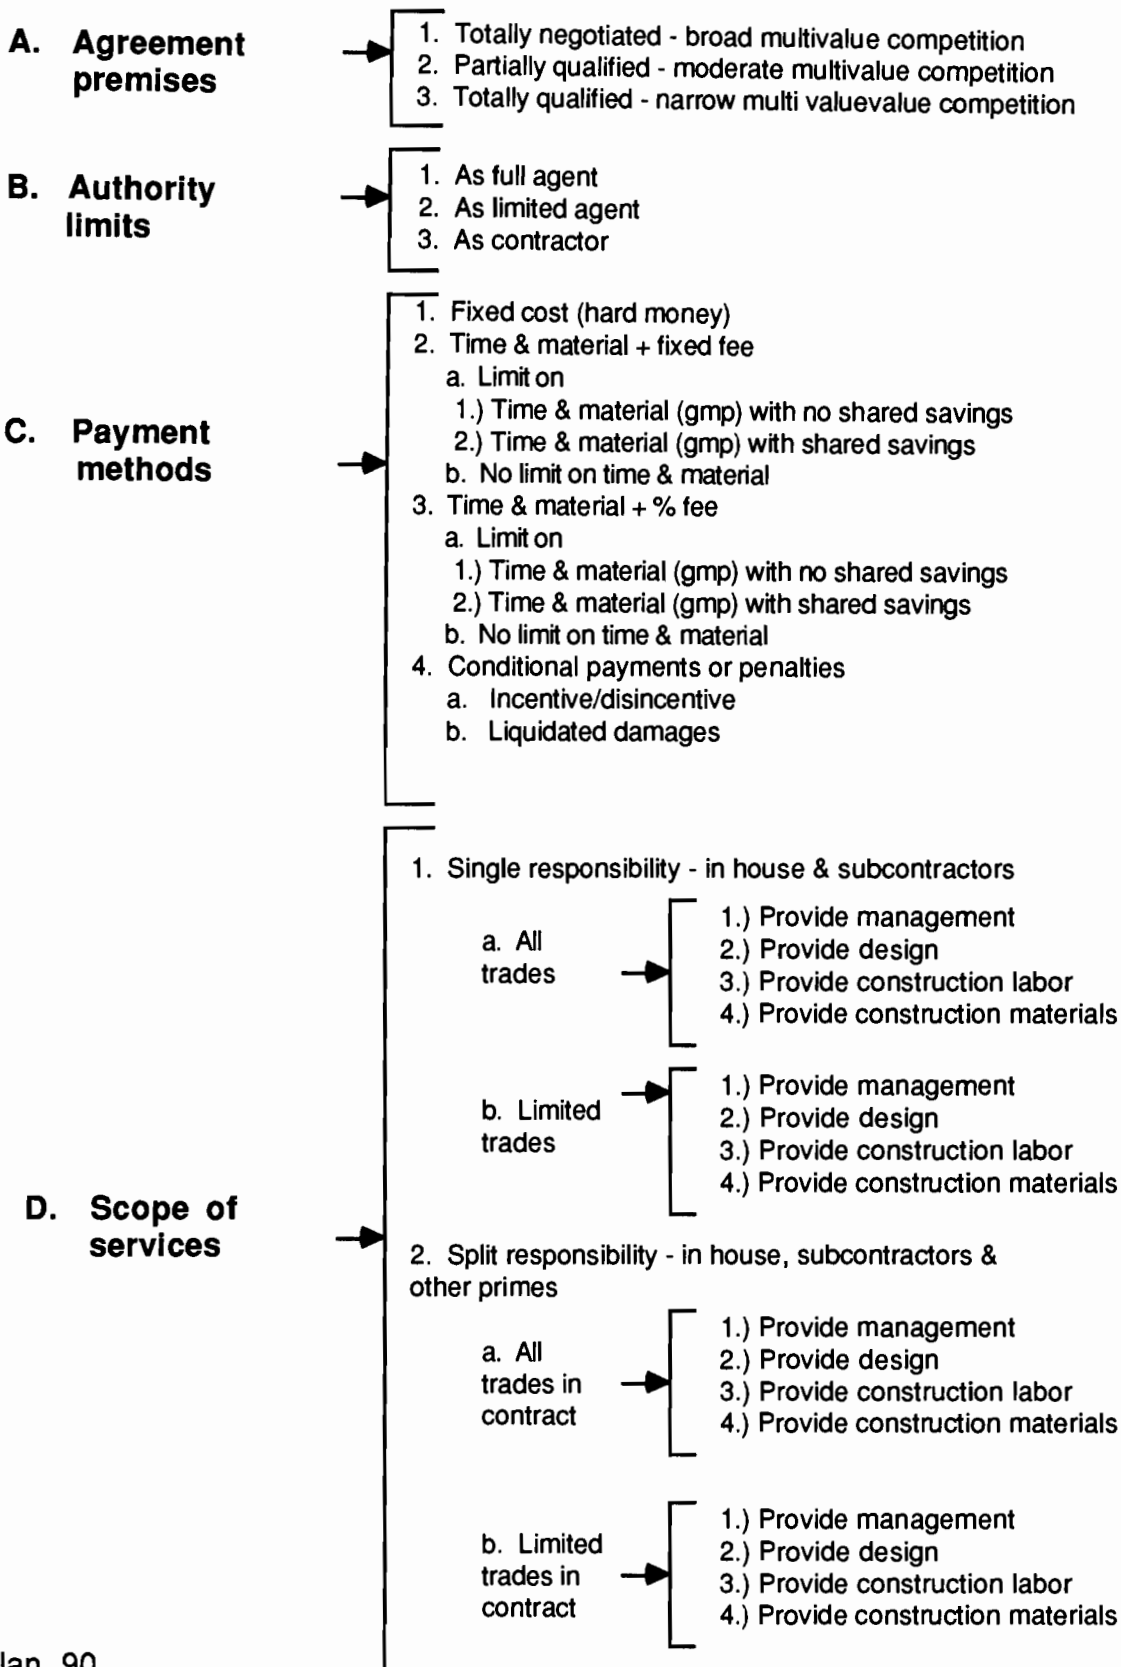 A. Agreement
premises
1. Totally negotiated - broad multivalue competition
2. Partially qualified - moderate multivalue competition
3. Totally qualified - narrow multi valuevalue competition
B. Authority
limits
1. As full agent
2. As limited agent
3. As contractor
C. Payment
methods
1. Fixed cost (hard money)
2. Time & material + fixed fee
a. Limit on
1.) Time & material (gmp) with no shared savings
2.) Time & material (gmp) with shared savings
b. No limit on time & material
3. Time & material + % fee
a. Limit on
1.) Time & material (gmp) with no shared savings
2.) Time & material (gmp) with shared savings
b. No limit on time & material
4. Conditional payments or penalties
a. Incentive/disincentive
b. Liquidated damages
D. Scope of
services
1. Single responsibility - in house & subcontractors
a. All
trades
1.) Provide management
2.) Provide design
3.) Provide construction labor
4.) Provide construction materials
b. Limited
trades
1.) Provide management
2.) Provide design
3.) Provide construction labor
4.) Provide construction materials
2. Split responsibility - in house, subcontractors &
other primes
a. All
trades in
contract
1.) Provide management
2.) Provide design
3.) Provide construction labor
4.) Provide construction materials
b. Limited
trades in
contract
1.) Provide management
2.) Provide design
3.) Provide construction labor
4.) Provide construction materials
Jan 90